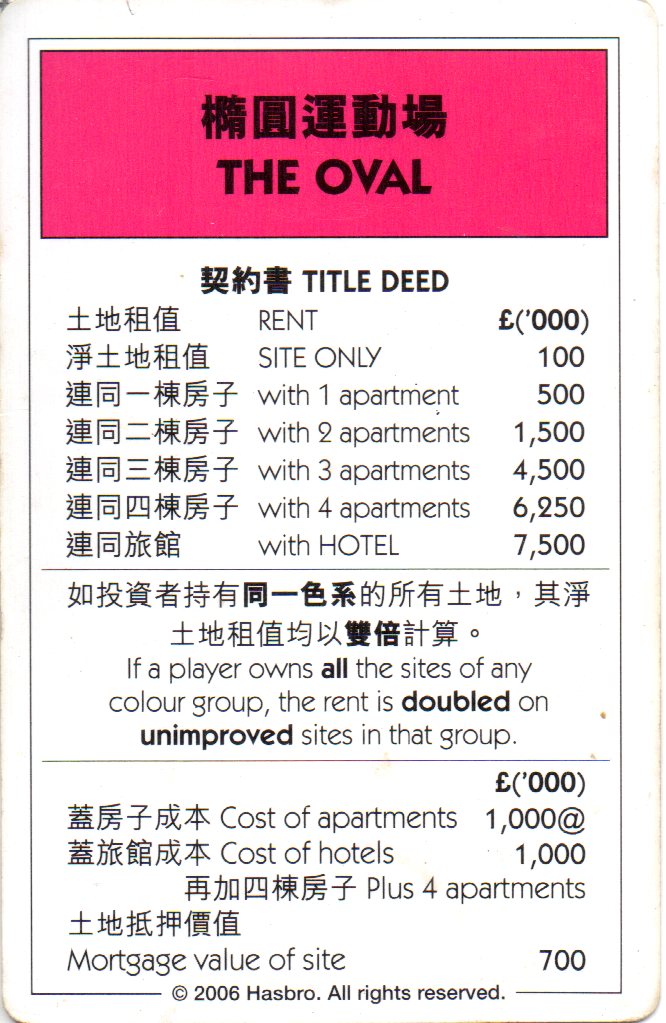 橢圓運動場
THE OVAL
契約書 TITLE DEED
土地租值 RENT £('000)
淨土地租值 SITE ONLY 100
連同一棟房子 with 1 apartment 500
連同二棟房子 with 2 apartments 1,500
連同三棟房子 with 3 apartments 4,500
連同四棟房子 with 4 apartments 6,250
連同旅館 with HOTEL 7,500
如投資者持有同一色系的所有土地，其淨
土地租值均以雙倍計算。
If a player owns all the sites of any
colour group, the rent is doubled on
unimproved sites in that group.
£('000)
蓋房子成本 Cost of apartments 1,000@
蓋旅館成本 Cost of hotels 1,000
再加四棟房子 Plus 4 apartments
土地抵押價值
Mortgage value of site 700
© 2006 Hasbro. All rights reserved.